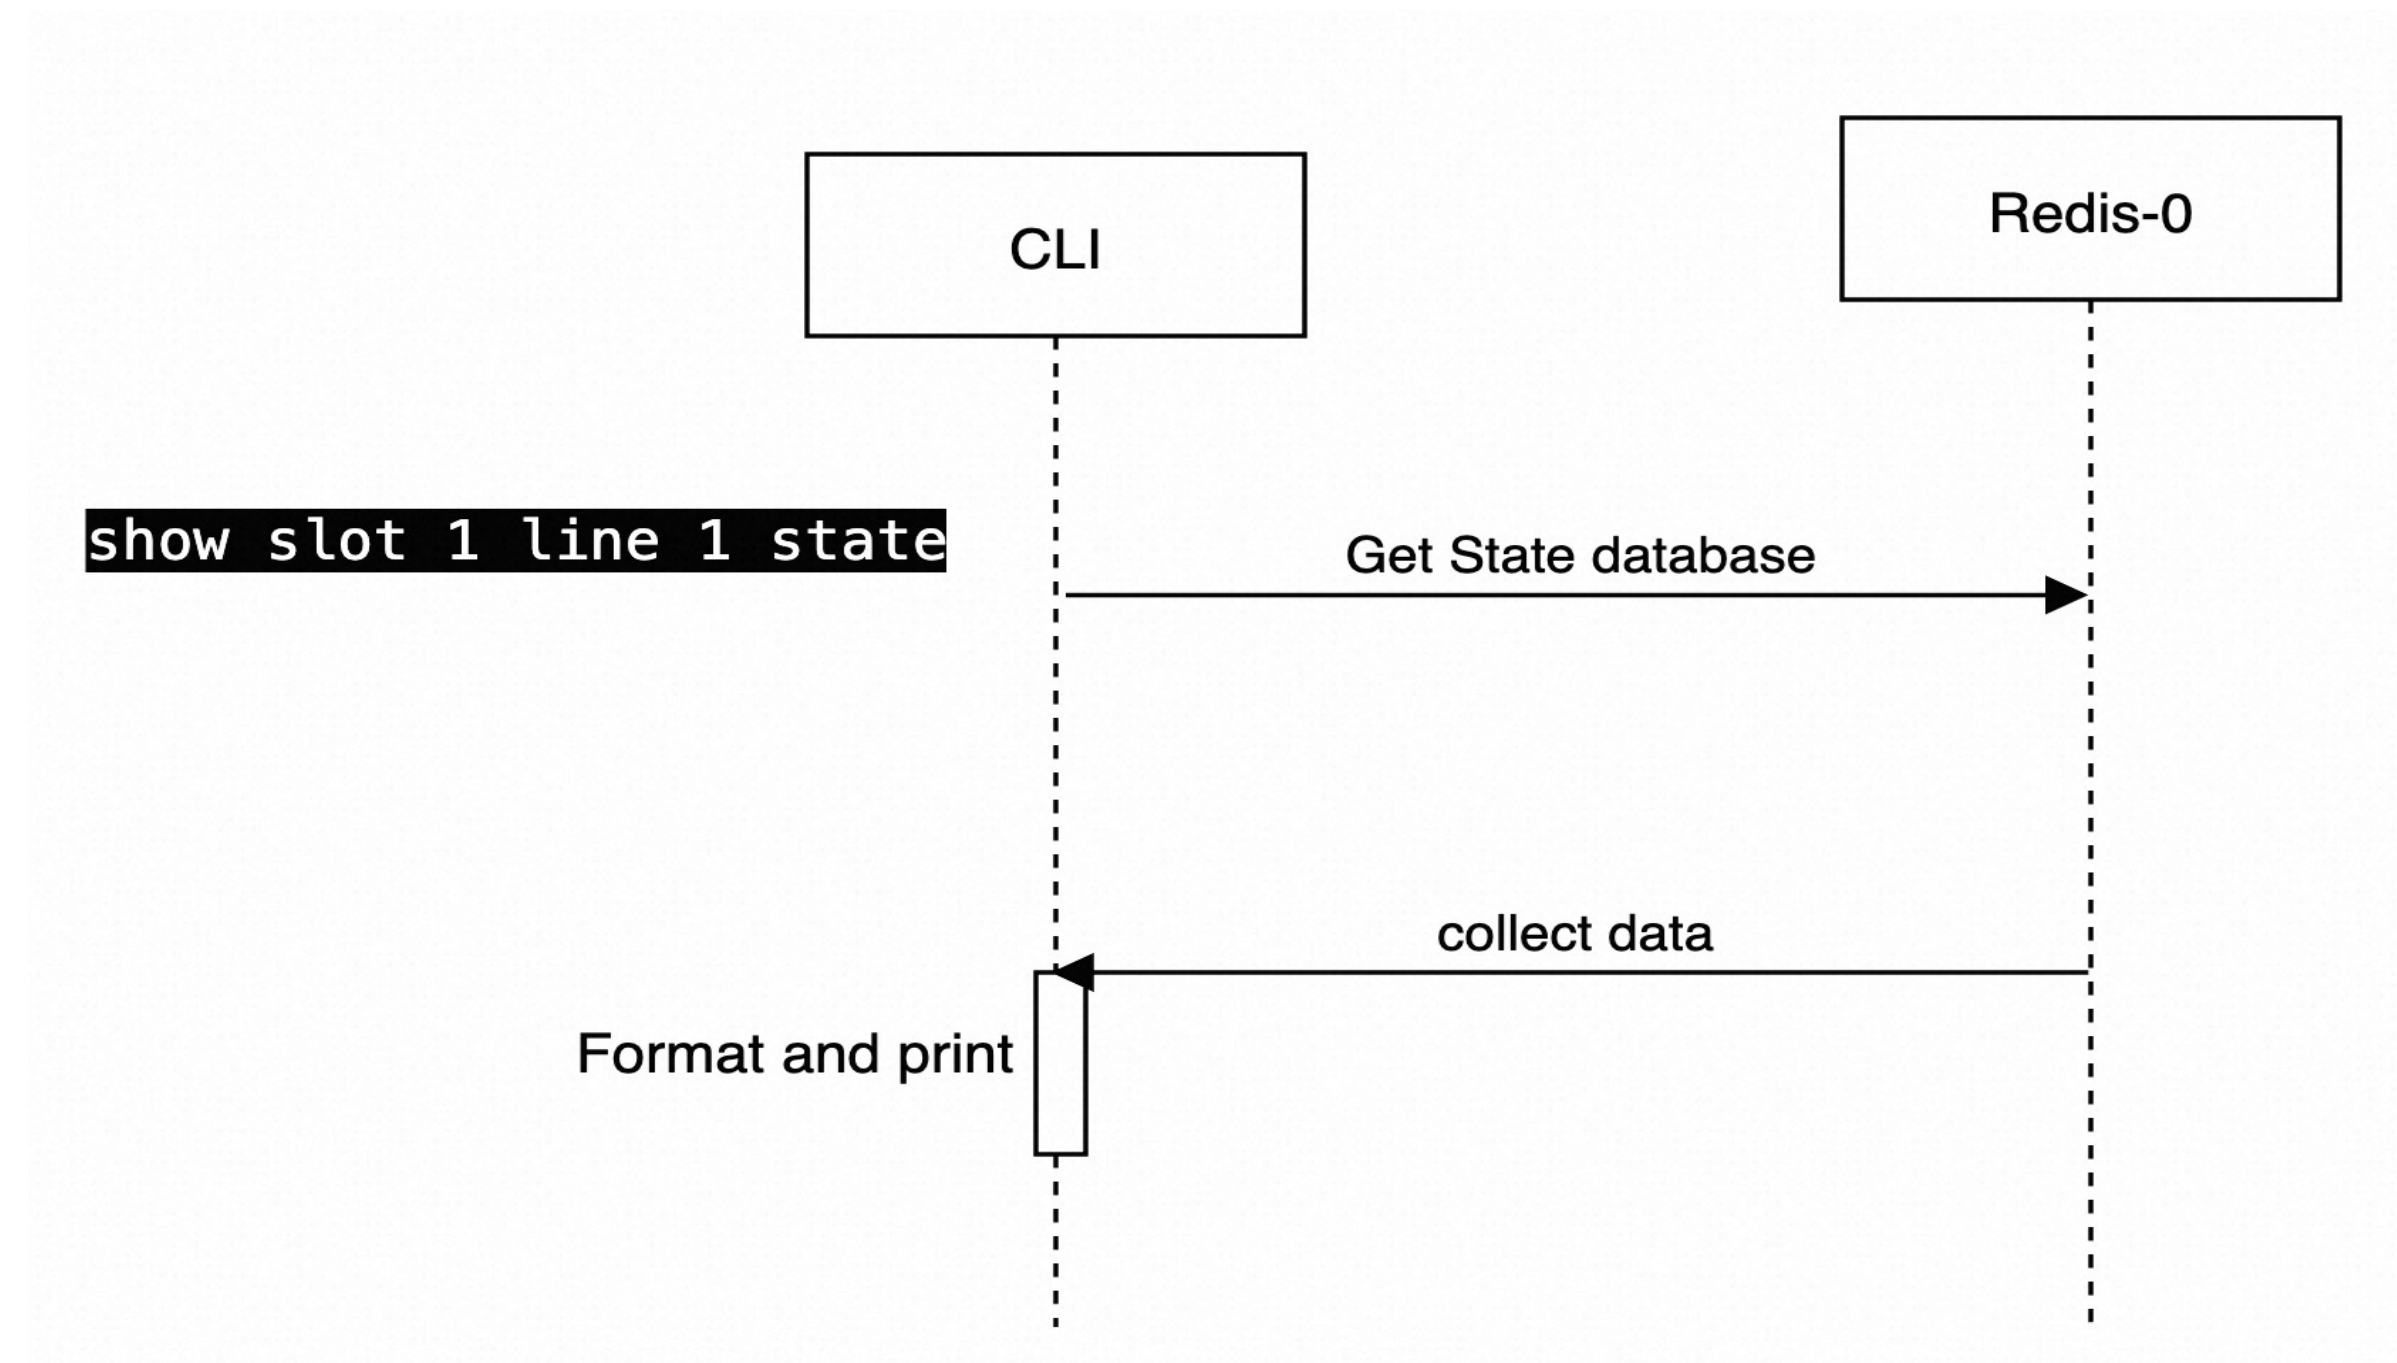 CLI
Redis-0
show slot 1 line 1 state
Get State database
collect data
Format and print